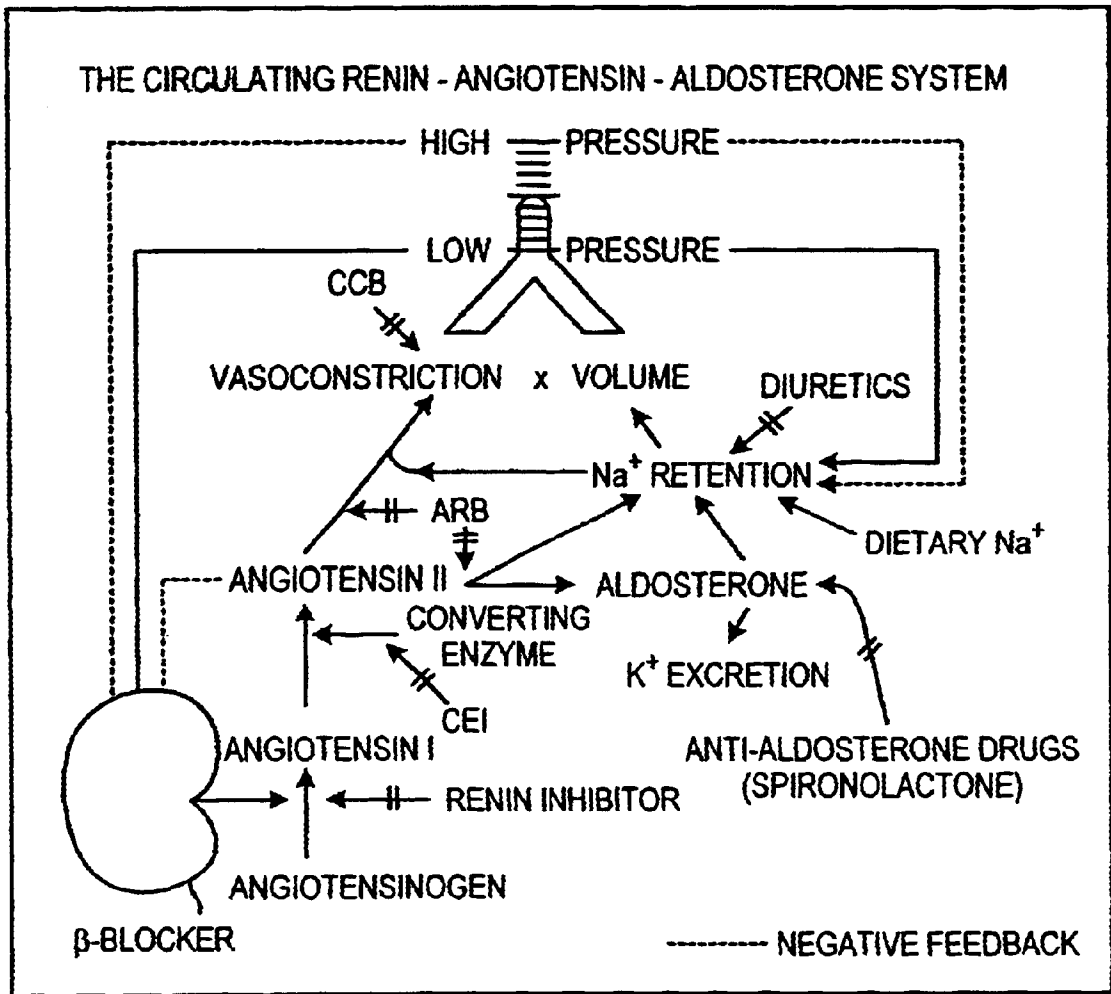 THE CIRCULATING RENIN - ANGIOTENSIN - ALDOSTERONE SYSTEM
HIGH PRESSURE
LOW PRESSURE
CCB
VASOCONSTRICTION x VOLUME
DIURETICS
Na+ RETENTION
ARB
DIETARY Na+
ANGIOTENSIN II
ALDOSTERONE
CONVERTING
ENZYME
K+ EXCRETION
CEI
ANGIOTENSIN I
ANTI-ALDOSTERONE DRUGS
(SPIRONOLACTONE)
RENIN INHIBITOR
ANGIOTENSINOGEN
β-BLOCKER
NEGATIVE FEEDBACK